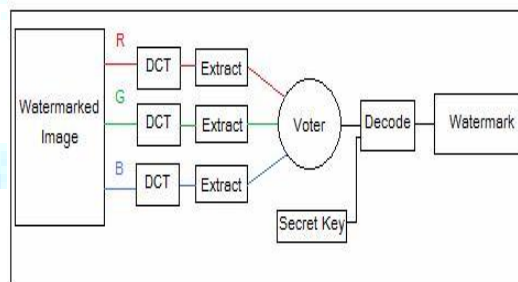 R
DCT
Extract
Watermarked
Image
G
DCT
Extract
Voter
Decode
Watermark
B
DCT
Extract
Secret Key